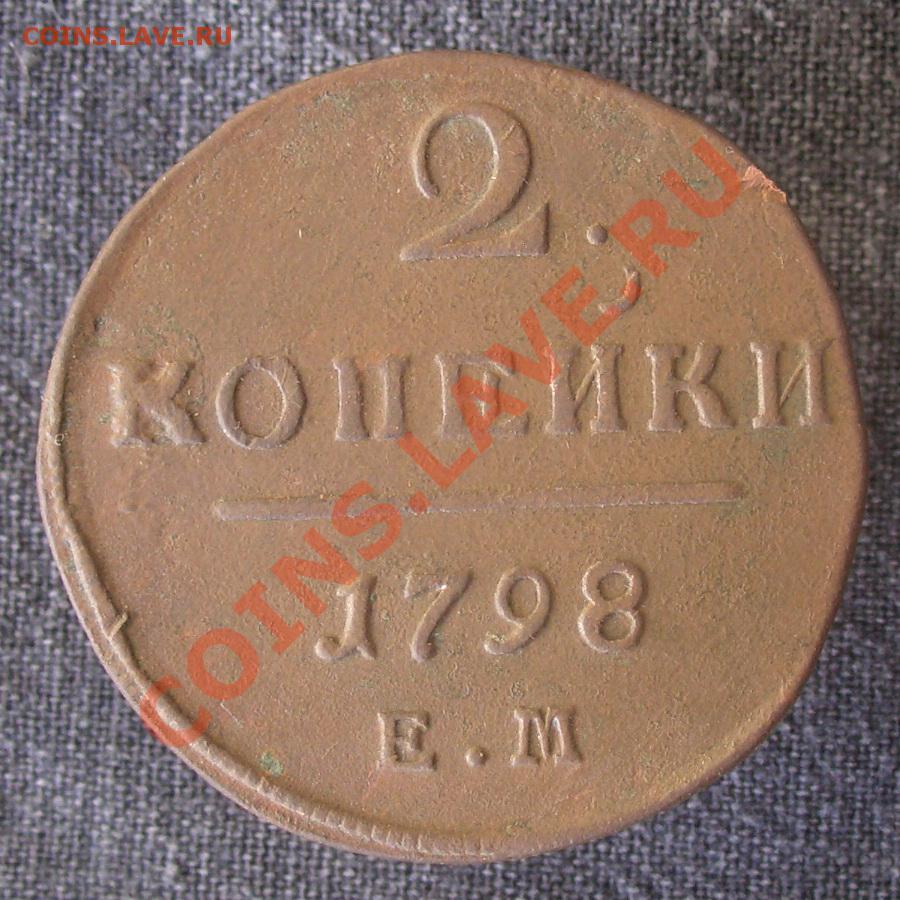 COINS.LAVE.RU
2.
КОПЕЙКИ
1798
Е.М
COINS.LAVE.RU